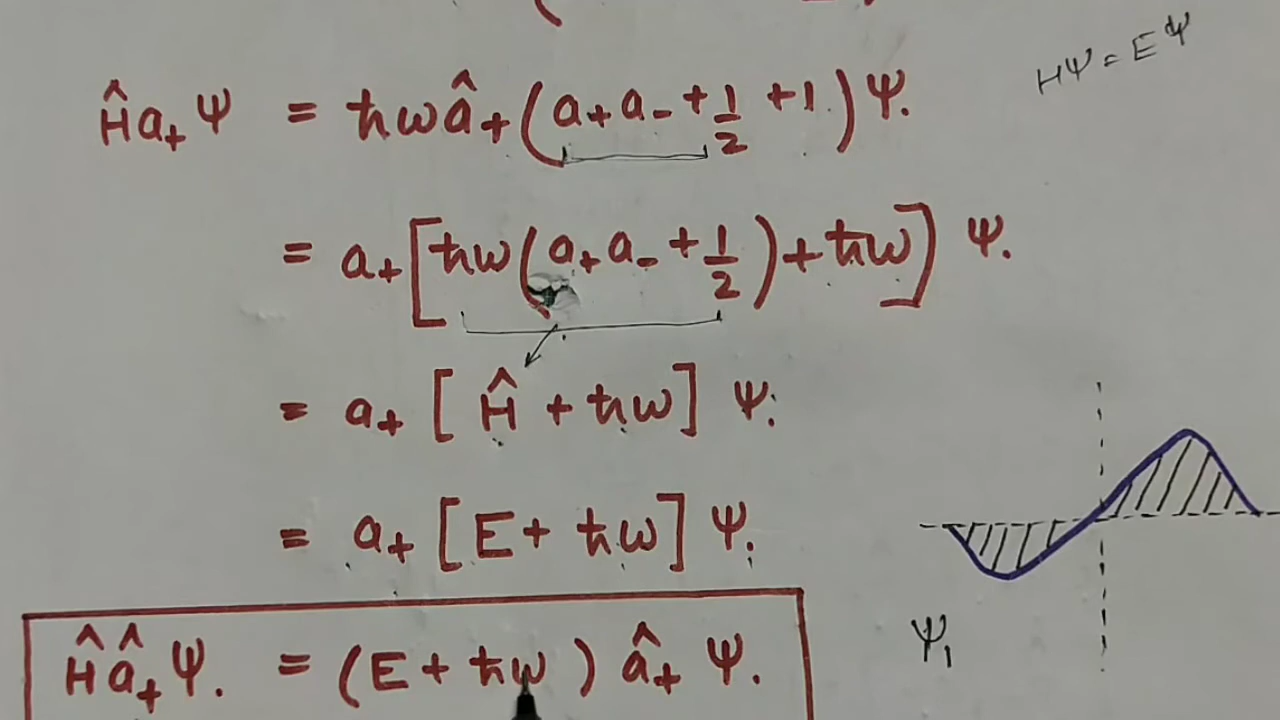 Hψ = Eψ
Ĥa₊ψ = ħωâ₊(a₊a₋ + 1/2 + 1)ψ.
= a₊[ħω(a₊a₋ + 1/2) + ħω]ψ.
= a₊[Ĥ + ħω]ψ.
= a₊[E + ħω]ψ.
Ĥâ₊ψ. = (E + ħω)â₊ψ.
ψ₁